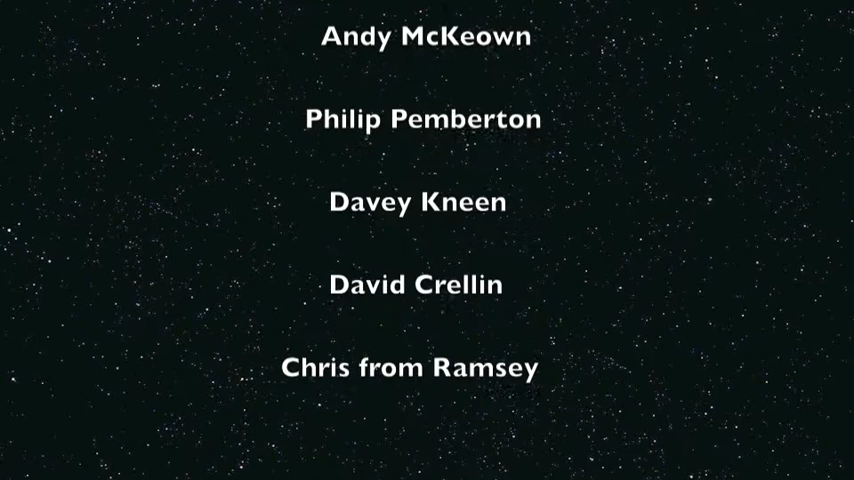 Andy McKeown
Philip Pemberton
Davey Kneen
David Crellin
Chris from Ramsey